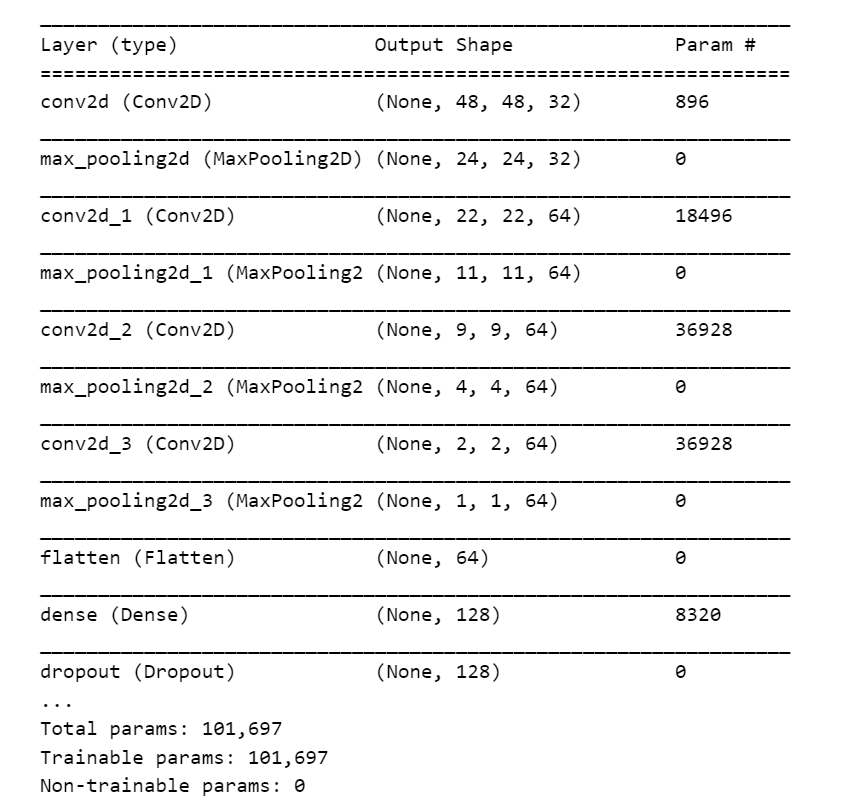 Layer (type) Output Shape Param #
=================================================================
conv2d (Conv2D) (None, 48, 48, 32) 896
max_pooling2d (MaxPooling2D) (None, 24, 24, 32) 0
conv2d_1 (Conv2D) (None, 22, 22, 64) 18496
max_pooling2d_1 (MaxPooling2 (None, 11, 11, 64) 0
conv2d_2 (Conv2D) (None, 9, 9, 64) 36928
max_pooling2d_2 (MaxPooling2 (None, 4, 4, 64) 0
conv2d_3 (Conv2D) (None, 2, 2, 64) 36928
max_pooling2d_3 (MaxPooling2 (None, 1, 1, 64) 0
flatten (Flatten) (None, 64) 0
dense (Dense) (None, 128) 8320
dropout (Dropout) (None, 128) 0
...
Total params: 101,697
Trainable params: 101,697
Non-trainable params: 0